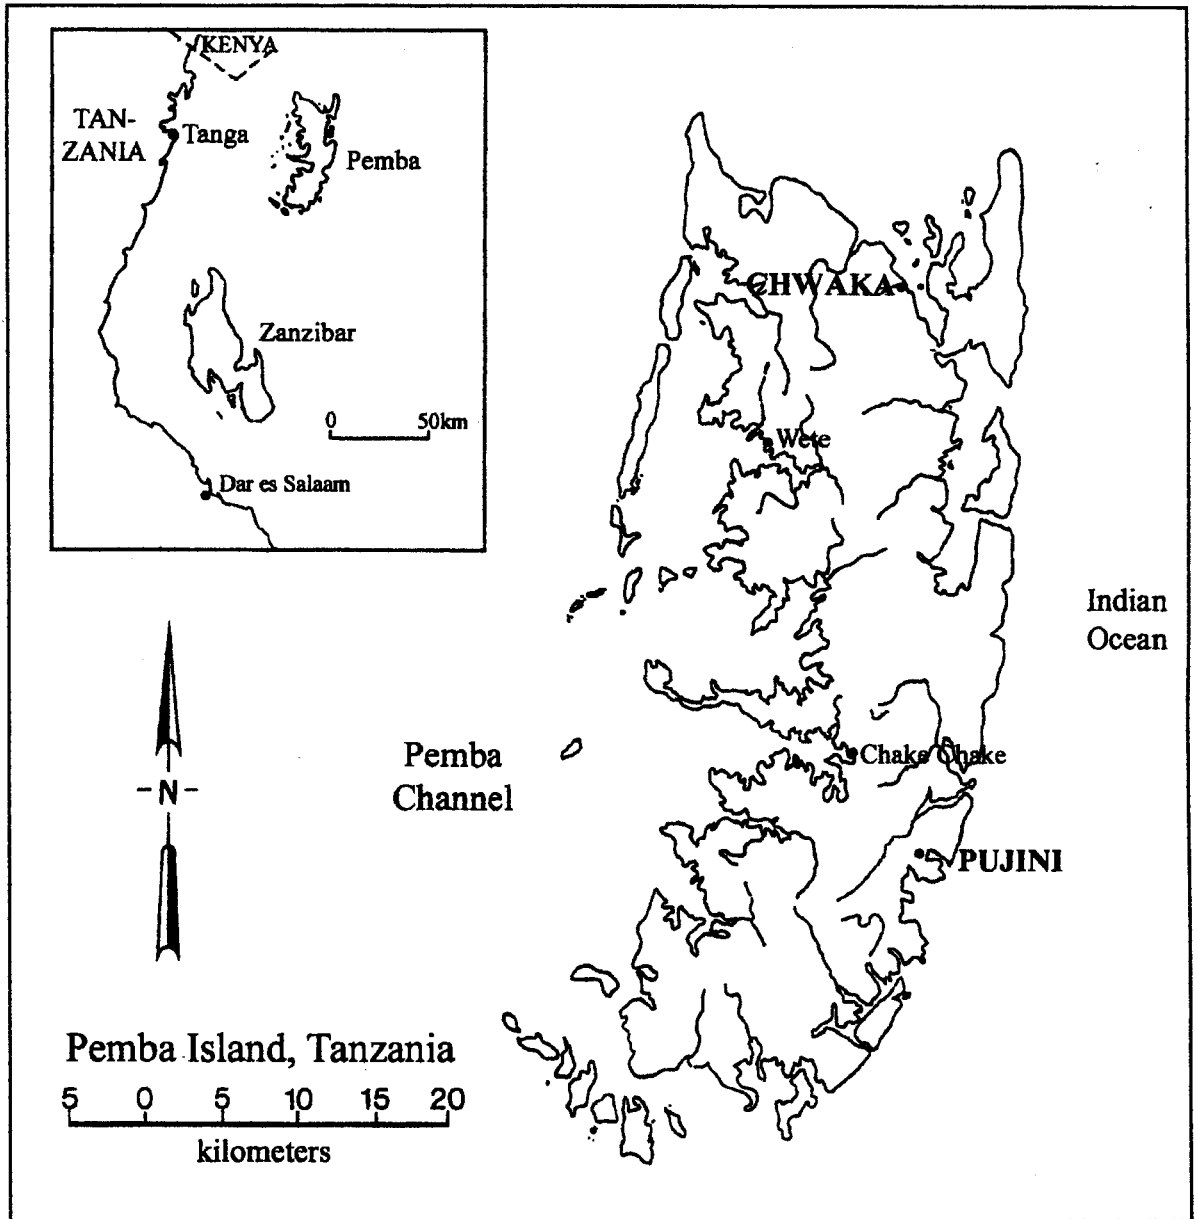 KENYA
TAN-
ZANIA
Tanga
Pemba
Zanzibar
0 50km
Dar es Salaam
CHWAKA
Wete
Indian
Ocean
Pemba
Channel
Chake Chake
-N-
PUJINI
Pemba Island, Tanzania
5 0 5 10 15 20
kilometers